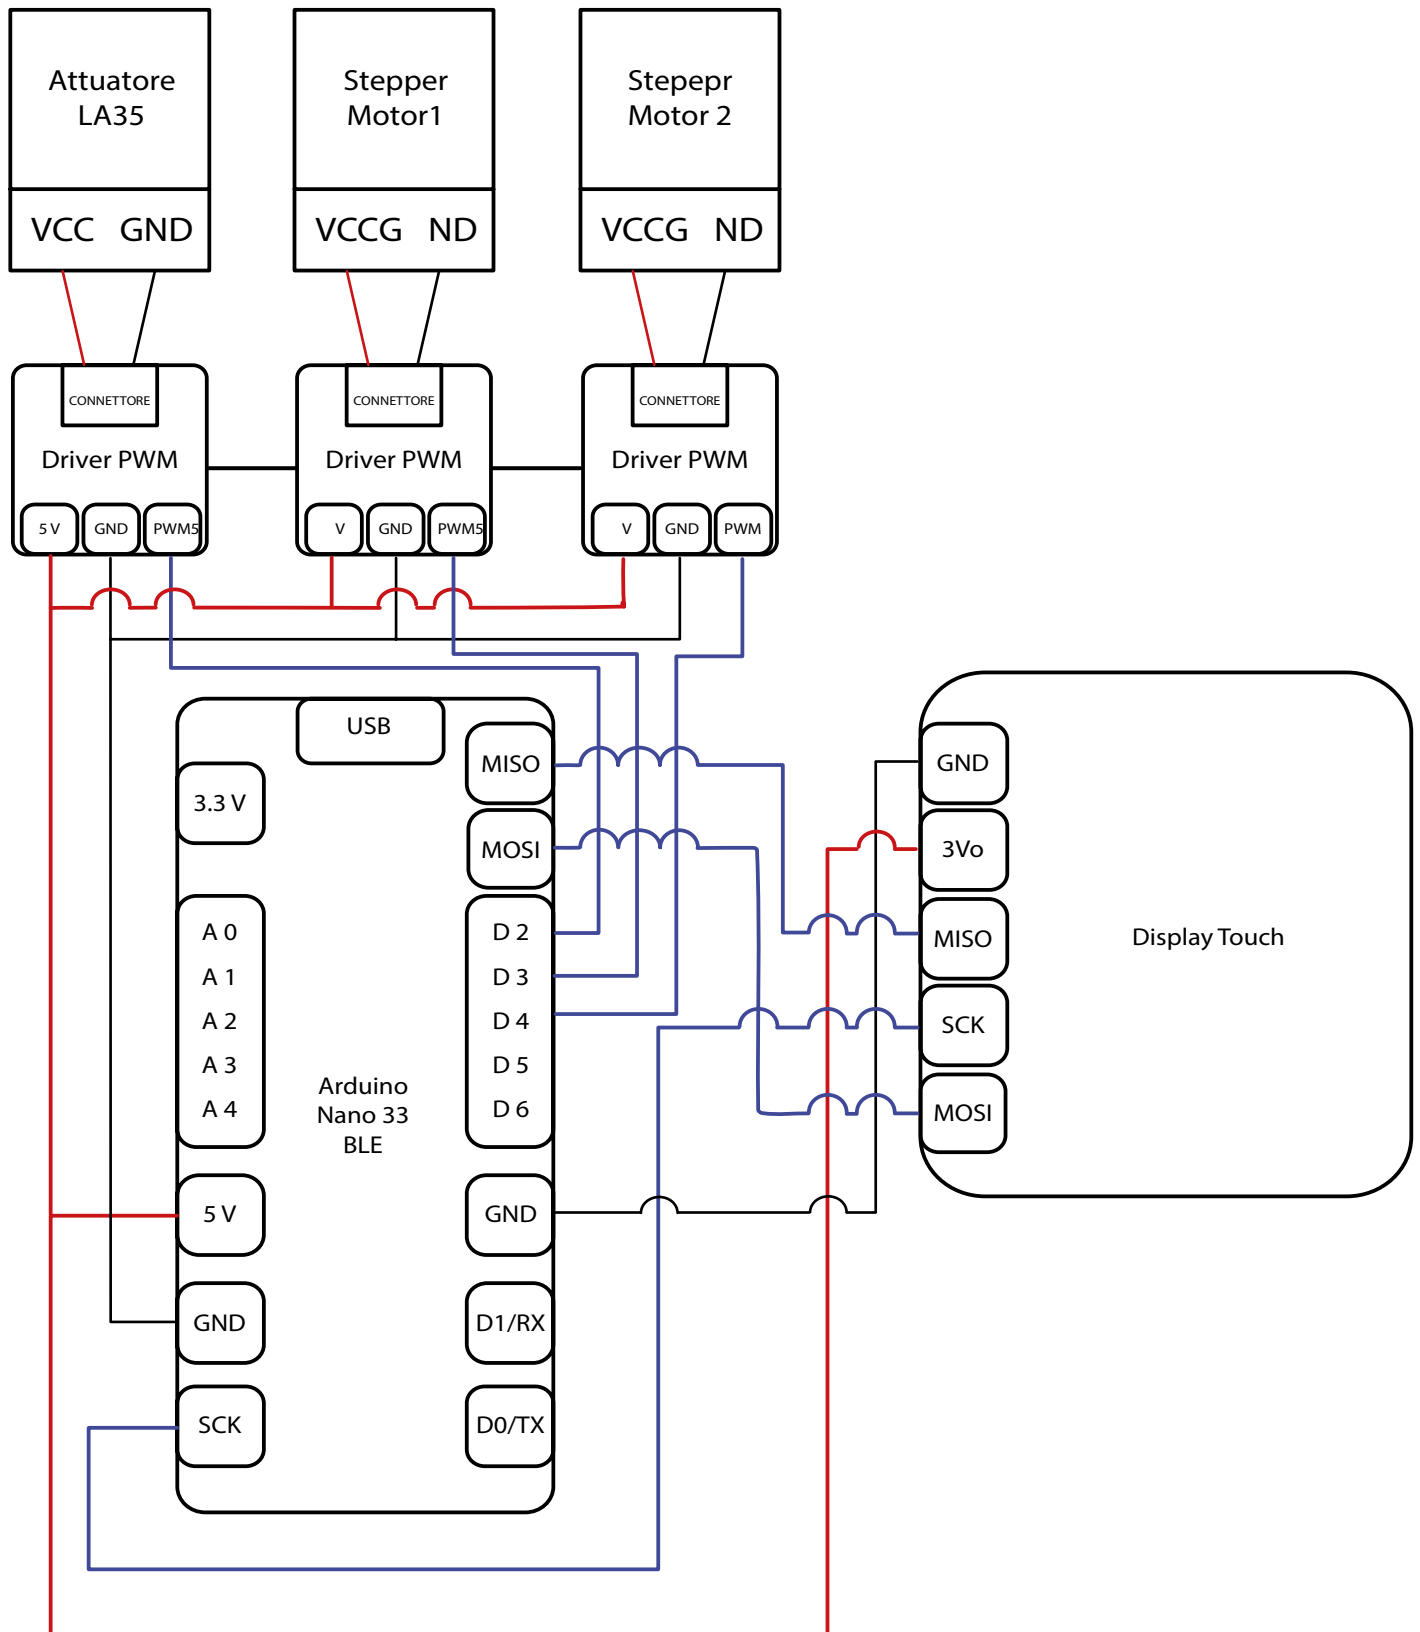 Attuatore
LA35
Stepper
Motor1
Stepepr
Motor 2
VCC GND
VCCG ND
VCCG ND
CONNETTORE
CONNETTORE
CONNETTORE
Driver PWM
Driver PWM
Driver PWM
5 V GND PWM5
V GND PWM5
V GND PWM
USB
3.3 V
A 0
A 1
A 2
A 3
A 4
5 V
GND
SCK
Arduino
Nano 33
BLE
MISO
MOSI
D 2
D 3
D 4
D 5
D 6
GND
D1/RX
D0/TX
GND
3Vo
MISO
SCK
MOSI
Display Touch